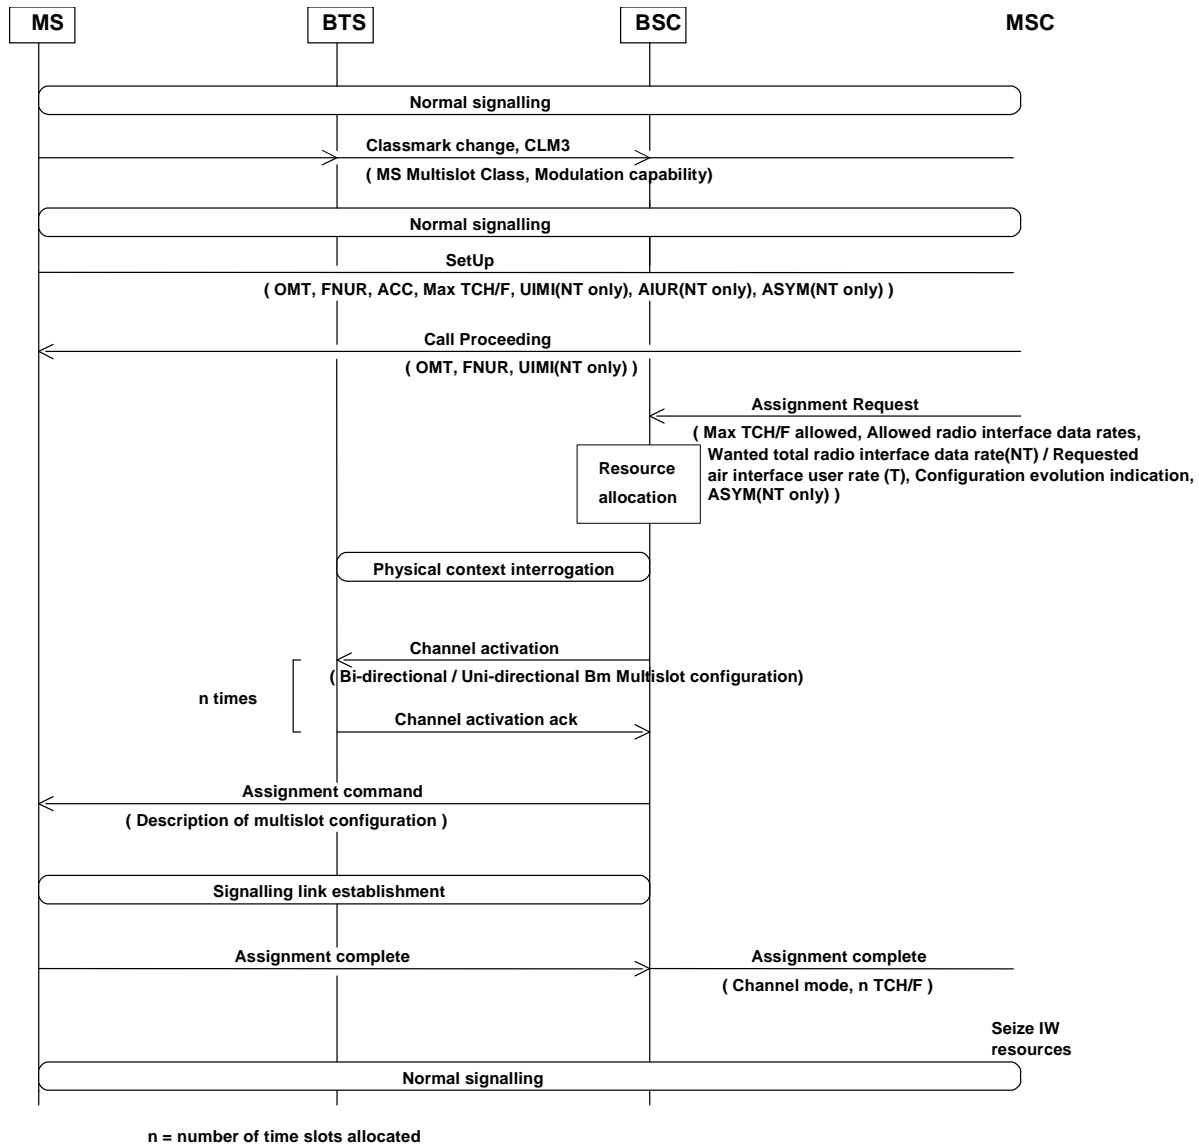 MS BTS BSC MSC
Normal signalling
Classmark change, CLM3
( MS Multislot Class, Modulation capability)
Normal signalling
SetUp
( OMT, FNUR, ACC, Max TCH/F, UIMI(NT only), AIUR(NT only), ASYM(NT only) )
Call Proceeding
( OMT, FNUR, UIMI(NT only) )
Assignment Request
( Max TCH/F allowed, Allowed radio interface data rates,
Wanted total radio interface data rate(NT) / Requested
air interface user rate (T), Configuration evolution indication,
ASYM(NT only) )
Resource
allocation
Physical context interrogation
Channel activation
( Bi-directional / Uni-directional Bm Multislot configuration)
n times
Channel activation ack
Assignment command
( Description of multislot configuration )
Signalling link establishment
Assignment complete
Assignment complete
( Channel mode, n TCH/F )
Seize IW
resources
Normal signalling
n = number of time slots allocated